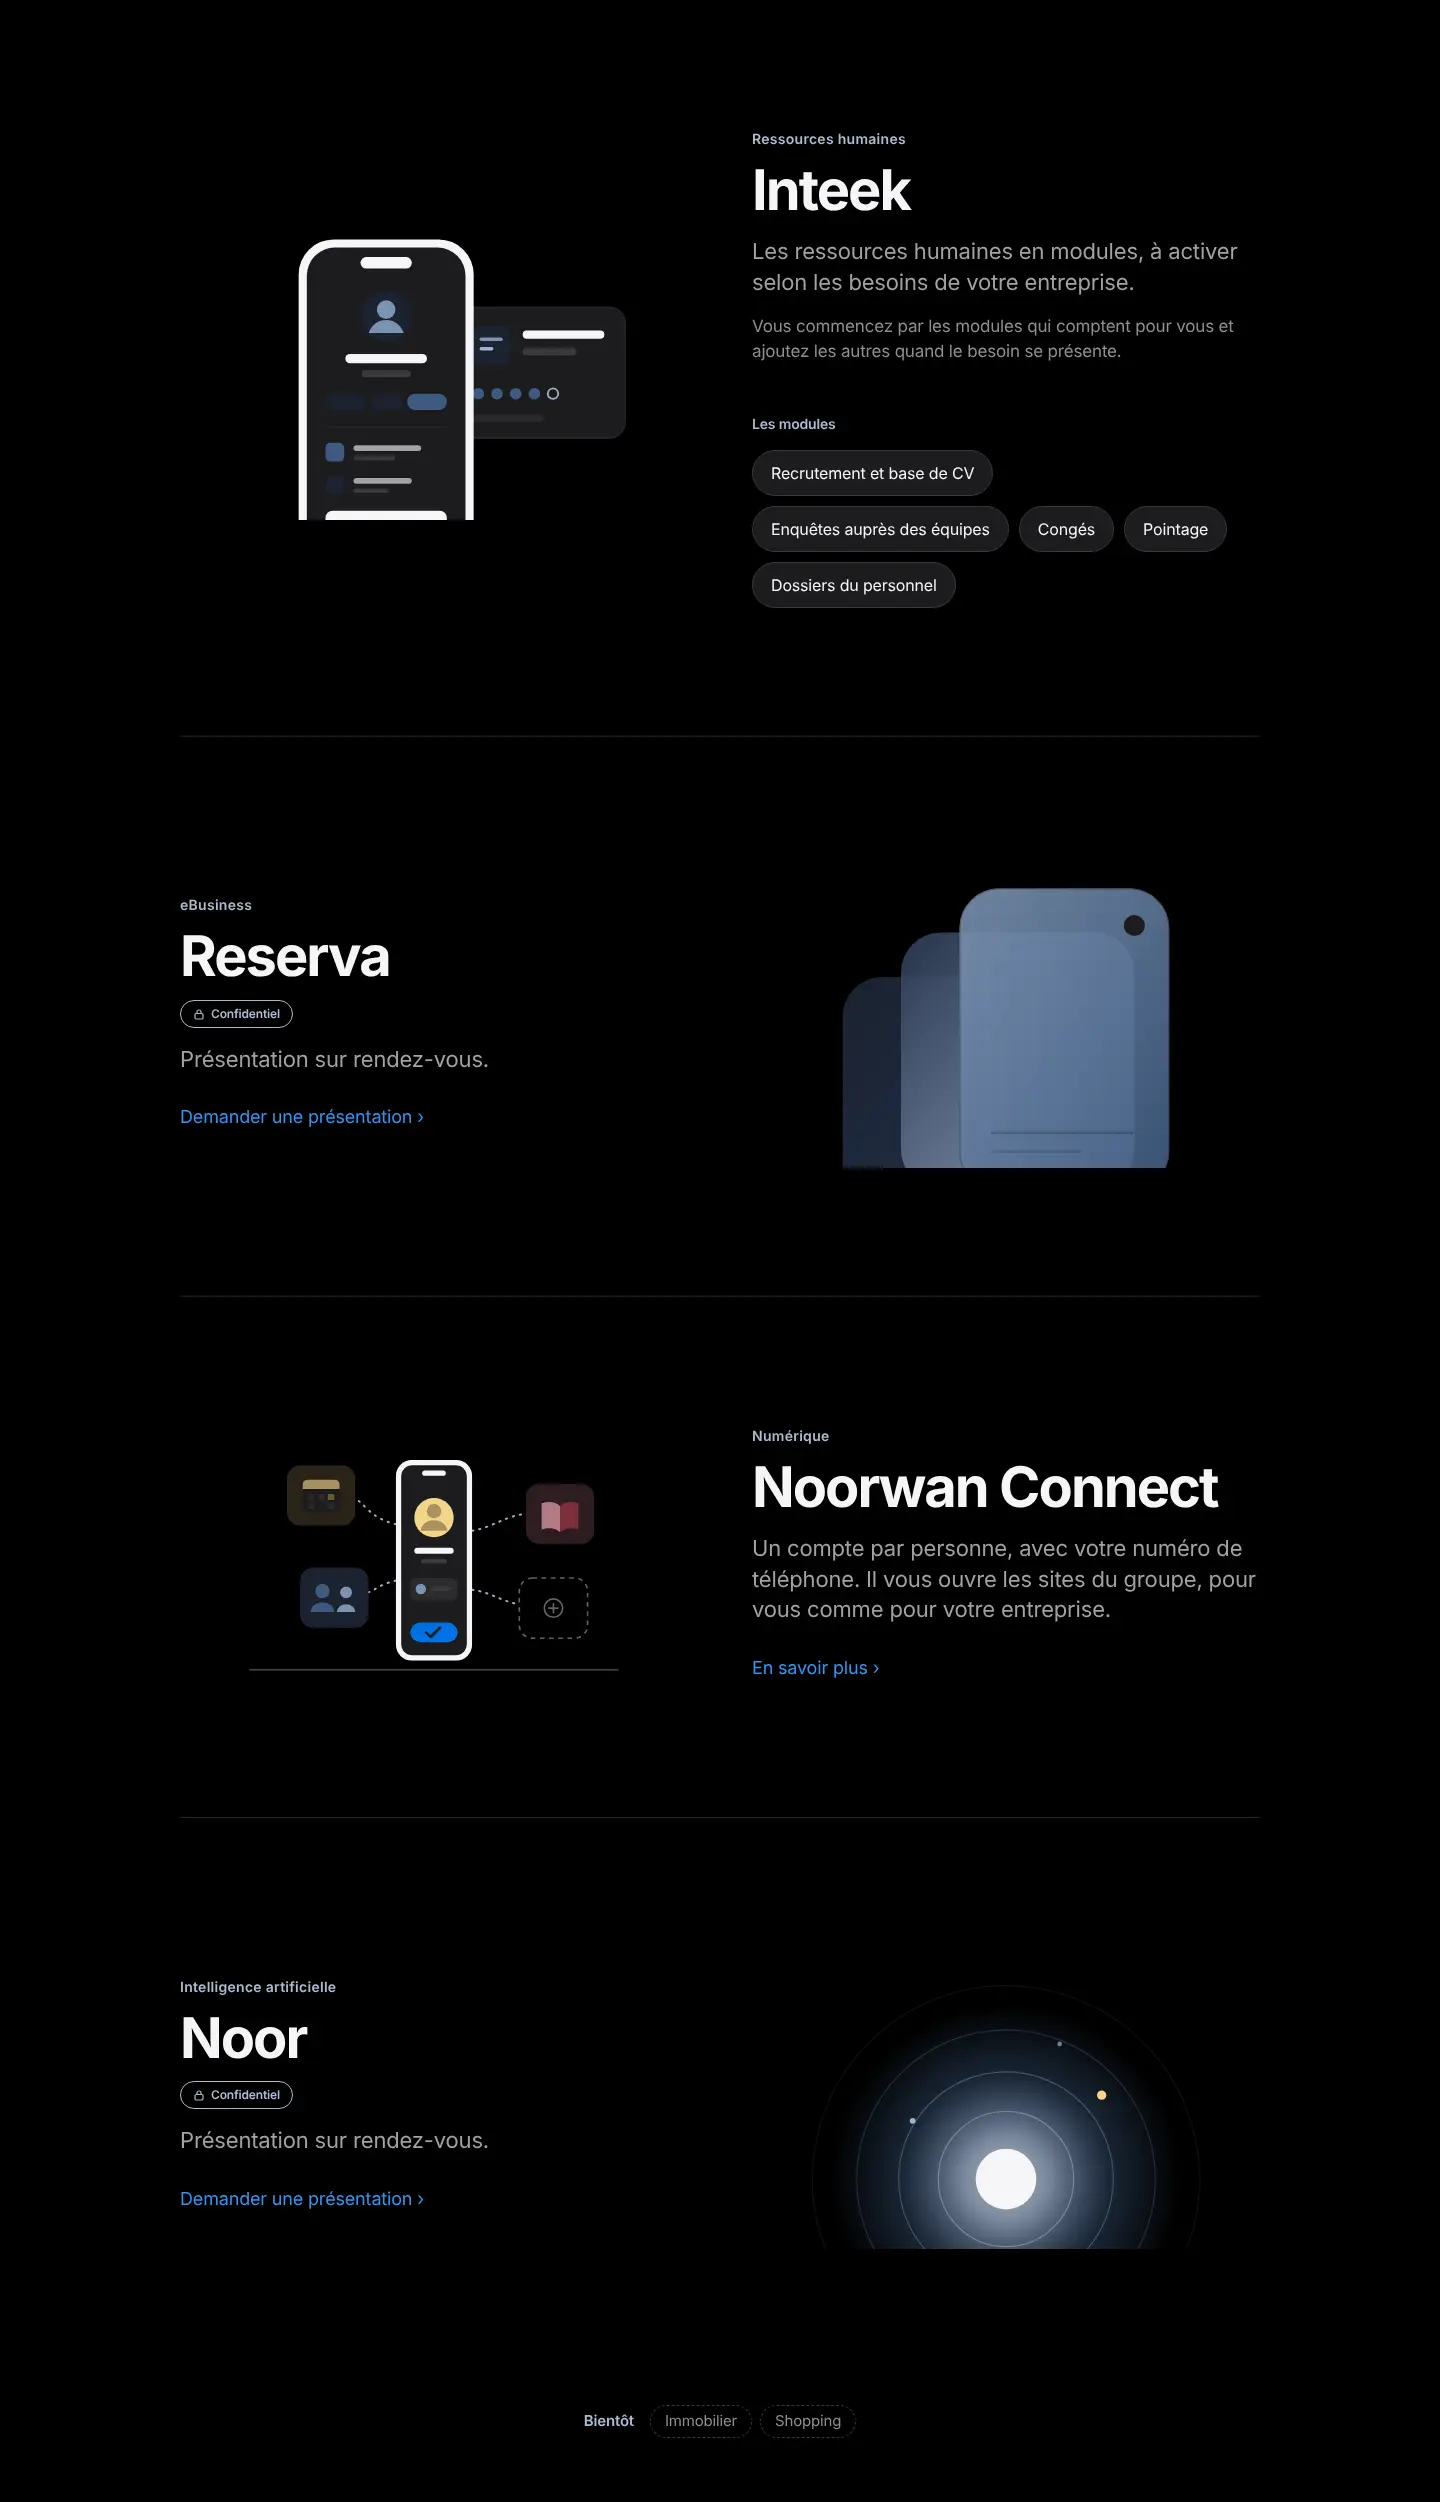 Ressources humaines
Inteek
Les ressources humaines en modules, à activer
selon les besoins de votre entreprise.
Vous commencez par les modules qui comptent pour vous et
ajoutez les autres quand le besoin se présente.
Les modules
Recrutement et base de CV
Enquêtes auprès des équipes Congés Pointage
Dossiers du personnel
eBusiness
Reserva
Confidentiel
Présentation sur rendez-vous.
Demander une présentation ›
Numérique
Noorwan Connect
Un compte par personne, avec votre numéro de
téléphone. Il vous ouvre les sites du groupe, pour
vous comme pour votre entreprise.
En savoir plus ›
Intelligence artificielle
Noor
Confidentiel
Présentation sur rendez-vous.
Demander une présentation ›
Bientôt Immobilier Shopping